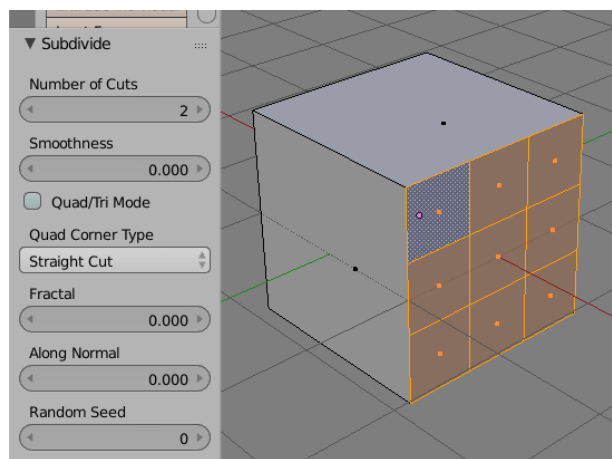 Subdivide
Number of Cuts
2
Smoothness
0.000
Quad/Tri Mode
Quad Corner Type
Straight Cut
Fractal
0.000
Along Normal
0.000
Random Seed
0